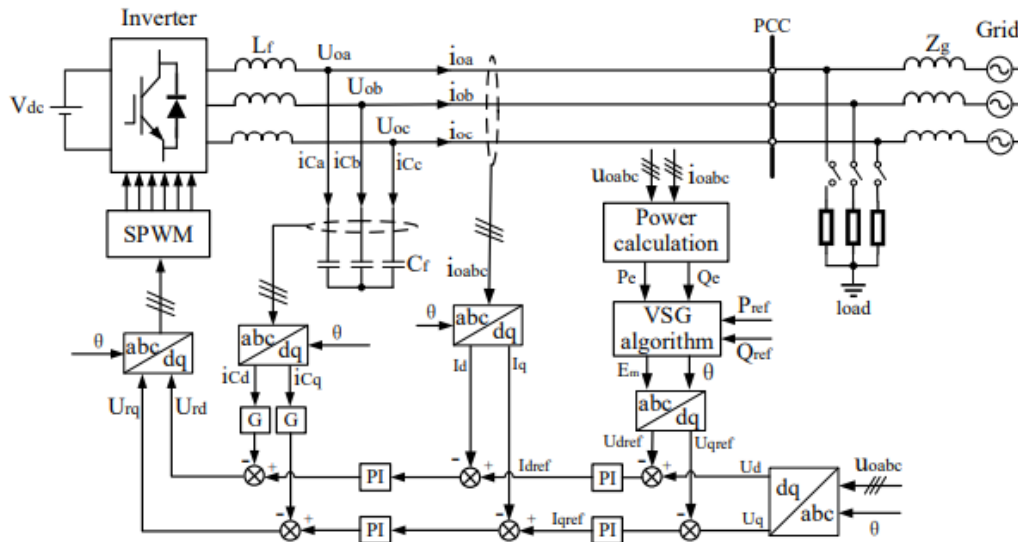 Inverter
Vdc
Lf
Uoa
Uob
Uoc
ioa
iob
ioc
PCC
Zg
Grid
iCa
iCb
iCc
uoabc
ioabc
SPWM
Cf
ioabc
Power
calculation
Pe
Qe
load
VSG
algorithm
Pref
Qref
θ
abc
dq
abc
dq
θ
θ
abc
dq
Em
θ
abc
dq
Urq
Urd
iCd
iCq
G
G
Id
Iq
Udref
Uqref
-
+
PI
-
+
Idref
PI
-
+
Ud
dq
abc
uoabc
θ
-
+
PI
-
+
Iqref
PI
-
+
Uq